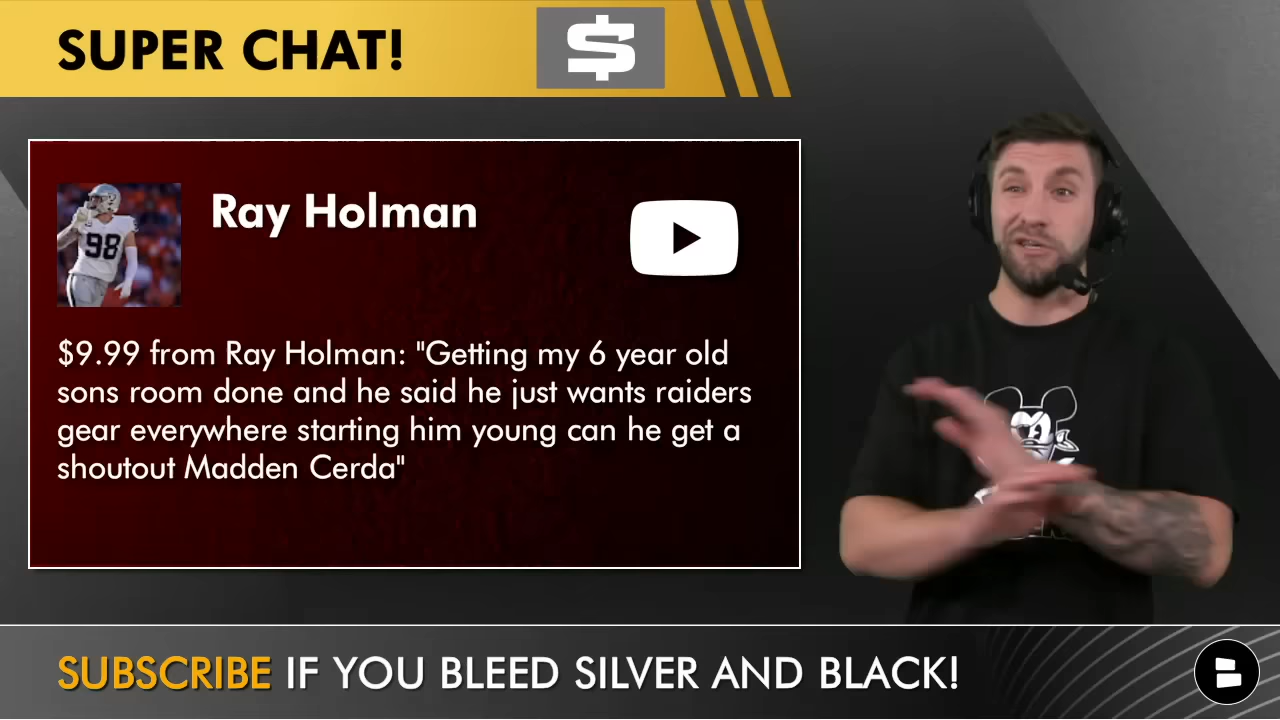 SUPER CHAT!
$
Ray Holman
98
$9.99 from Ray Holman: "Getting my 6 year old
sons room done and he said he just wants raiders
gear everywhere starting him young can he get a
shoutout Madden Cerda"
SUBSCRIBE IF YOU BLEED SILVER AND BLACK!